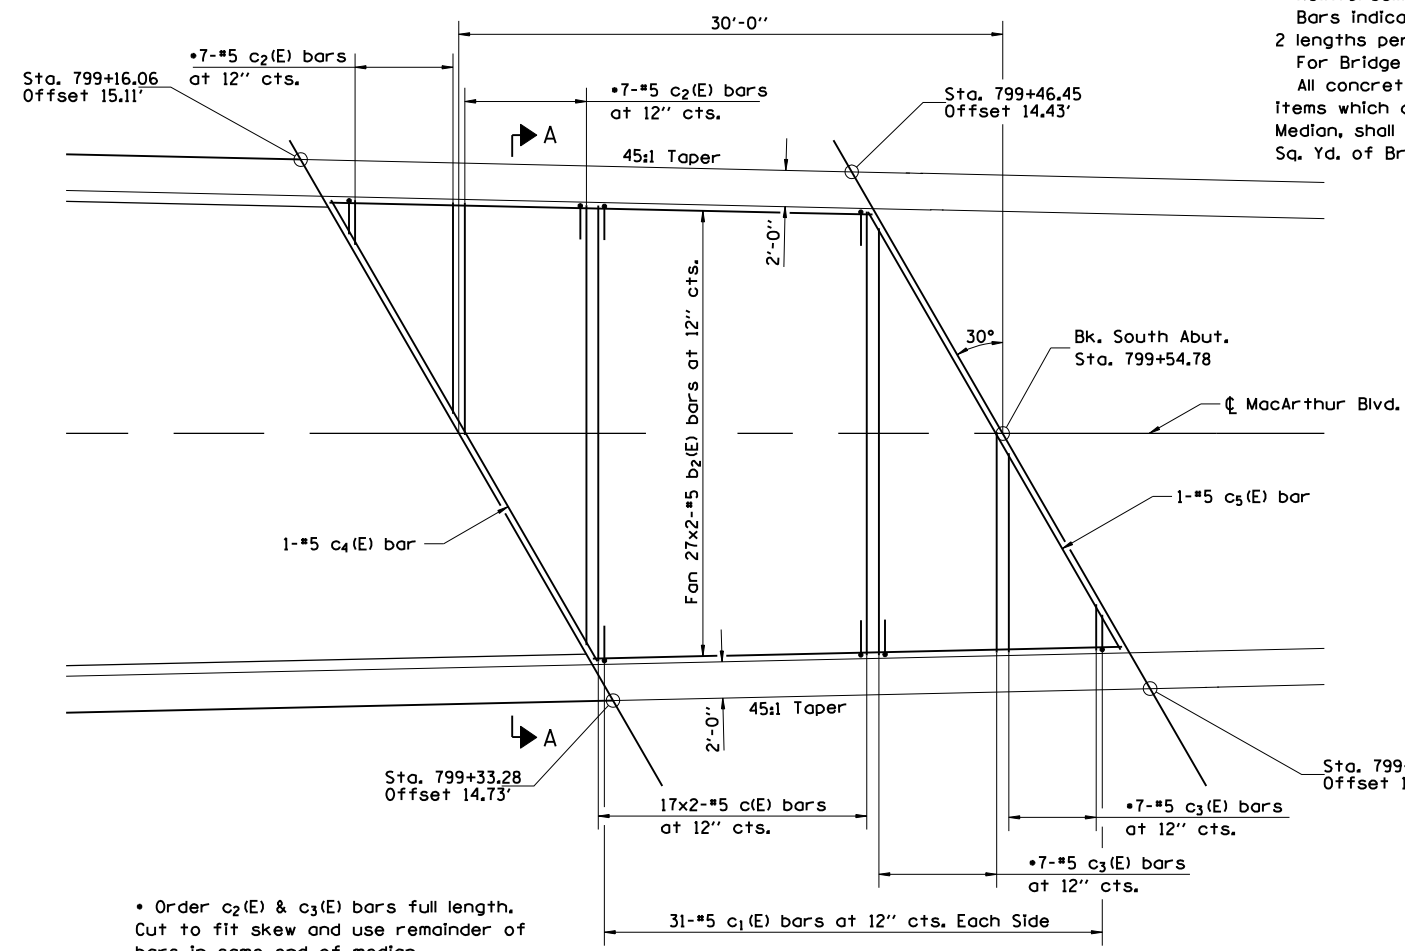 30'-0"
Bars indica
2 lengths per
For Bridge
All concret
items which
Median, shall
Sq. Yd. of Br
•7-#5 c2(E) bars
at 12" cts.
Sta. 799+16.06
Offset 15.11'
•7-#5 c2(E) bars
at 12" cts.
Sta. 799+46.45
Offset 14.43'
A
45:1 Taper
2'-0"
Fan 27x2-#5 b2(E) bars at 12" cts.
30°
Bk. South Abut.
Sta. 799+54.78
℄ MacArthur Blvd.
1-#5 c5(E) bar
1-#5 c4(E) bar
45:1 Taper
2'-0"
A
Sta. 799+33.28
Offset 14.73'
Sta. 799+
Offset 1
17x2-#5 c(E) bars
at 12" cts.
•7-#5 c3(E) bars
at 12" cts.
•7-#5 c3(E) bars
at 12" cts.
31-#5 c1(E) bars at 12" cts. Each Side
• Order c2(E) & c3(E) bars full length.
Cut to fit skew and use remainder of
bars in same end of median.